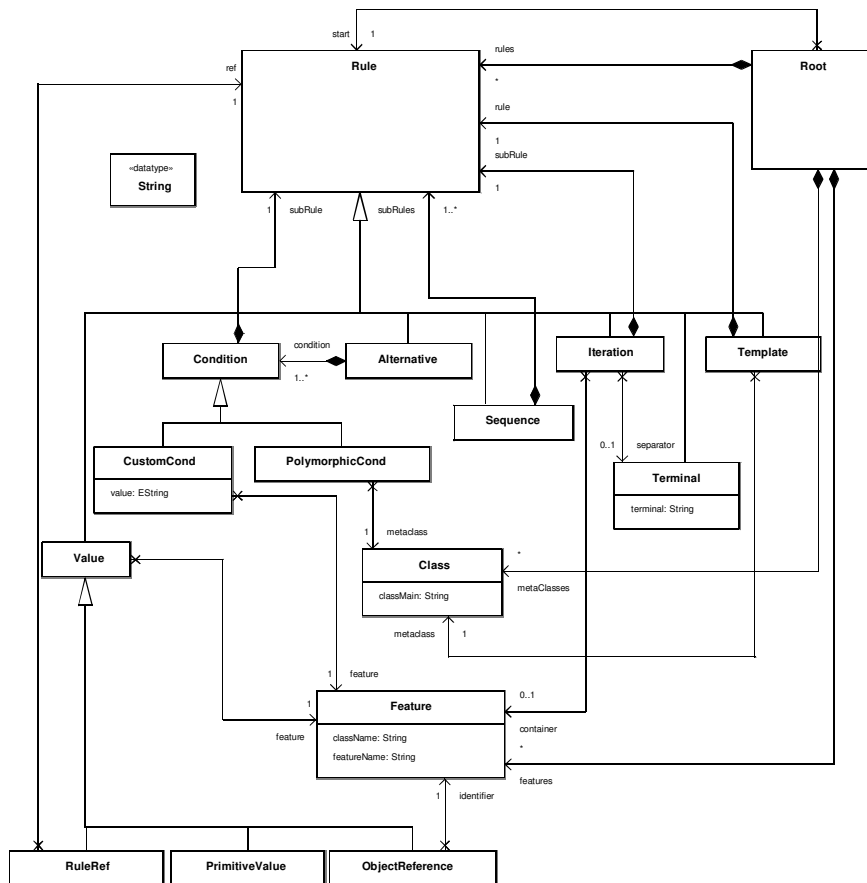 start
1
rules
Rule
Root
ref
*
1
rule
«datatype»
1
String
subRule
1
1
subRule
subRules
1..*
condition
Condition
Alternative
Iteration
Template
1..*
Sequence
0..1
separator
CustomCond
PolymorphicCond
Terminal
value: EString
terminal: String
1
metaclass
*
Value
Class
metaClasses
classMain: String
metaclass
1
1
feature
1
Feature
0..1
feature
className: String
container
featureName: String
*
features
1
identifier
RuleRef
PrimitiveValue
ObjectReference